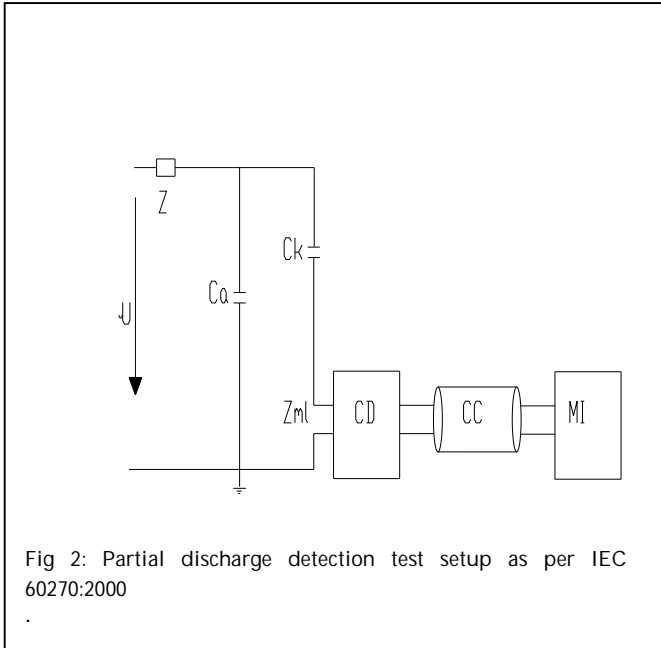 Z
Ck
Ca
U
Zml
CD
CC
MI
Fig 2: Partial discharge detection test setup as per IEC
60270:2000
.